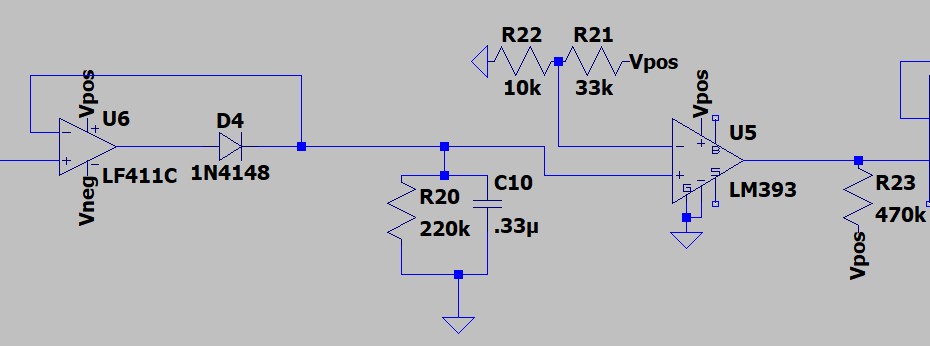 Vpos
U6
LF411C
Vneg
D4
1N4148
R20
220k
C10
.33µ
R22
10k
R21
33k
Vpos
Vpos
U5
LM393
G
B
S
R23
470k
Vpos